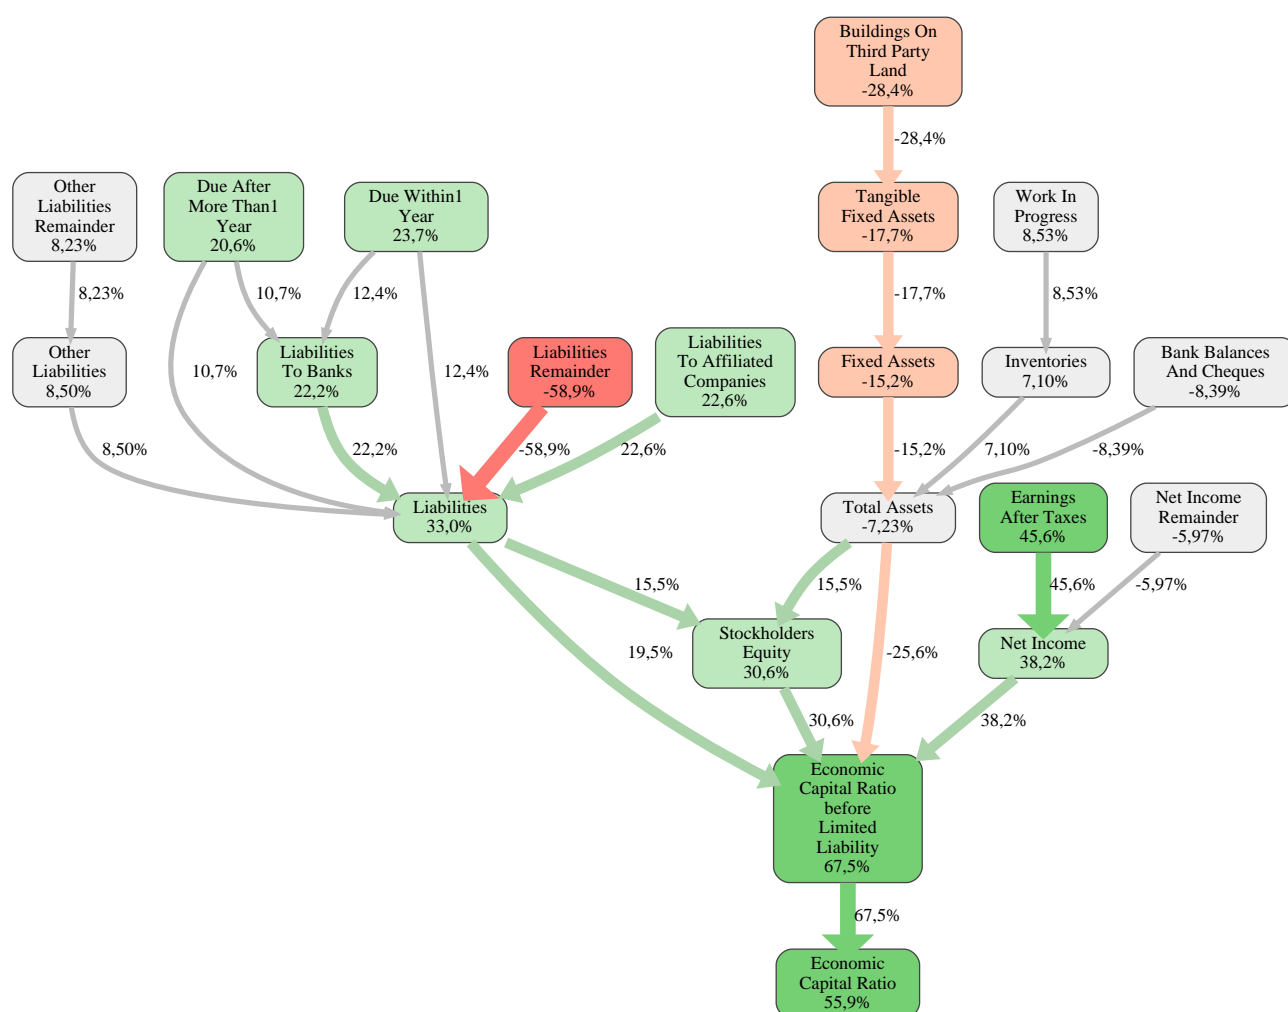 Buildings On
Third Party
Land
-28,4%
-28,4%
Other
Liabilities
Remainder
8,23%
Due After
More Than1
Year
20,6%
Due Within1
Year
23,7%
Tangible
Fixed Assets
-17,7%
Work In
Progress
8,53%
8,23%
10,7%
12,4%
-17,7%
8,53%
Other
Liabilities
8,50%
10,7%
Liabilities
To Banks
22,2%
12,4%
Liabilities
Remainder
-58,9%
Liabilities
To Affiliated
Companies
22,6%
Fixed Assets
-15,2%
Inventories
7,10%
Bank Balances
And Cheques
-8,39%
8,50%
22,2%
-58,9%
22,6%
-15,2%
7,10%
-8,39%
Liabilities
33,0%
Total Assets
-7,23%
Earnings
After Taxes
45,6%
Net Income
Remainder
-5,97%
15,5%
15,5%
45,6%
-5,97%
19,5%
Stockholders
Equity
30,6%
-25,6%
Net Income
38,2%
30,6%
38,2%
Economic
Capital Ratio
before
Limited
Liability
67,5%
67,5%
Economic
Capital Ratio
55,9%